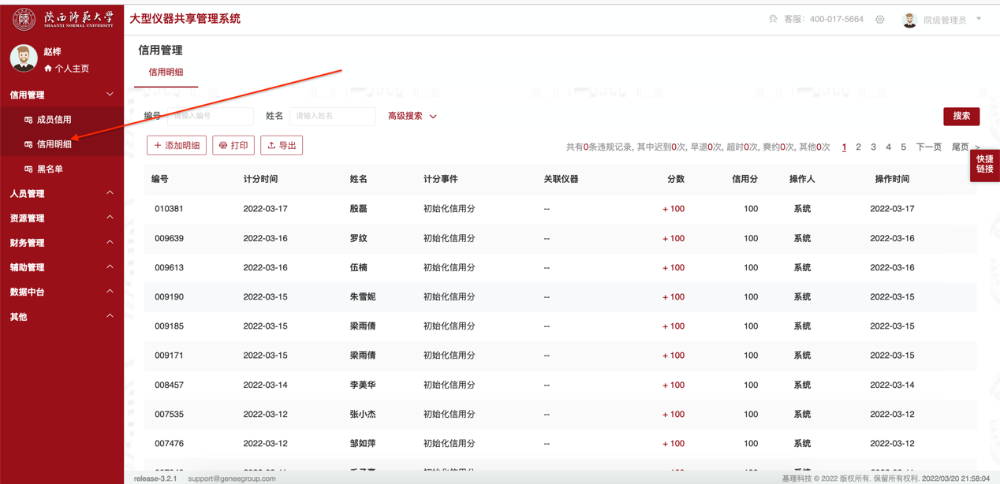 陕西师范大学
SHAANXI NORMAL UNIVERSITY
大型仪器共享管理系统
客服: 400-017-5664
院级管理员
赵桦
个人主页
信用管理
成员信用
信用明细
黑名单
人员管理
资源管理
财务管理
辅助管理
数据中台
其他
信用管理
信用明细
编号 请输入编号 姓名 请输入姓名 高级搜索 搜索
+ 添加明细 打印 导出
共有0条违规记录, 其中迟到0次, 早退0次, 超时0次, 爽约0次, 其他0次 1 2 3 4 5 下一页 尾页 >
快捷
链接
编号 计分时间 姓名 计分事件 关联仪器 分数 信用分 操作人 操作时间
010381 2022-03-17 殷磊 初始化信用分 -- + 100 100 系统 2022-03-17
009639 2022-03-16 罗纹 初始化信用分 -- + 100 100 系统 2022-03-16
009613 2022-03-16 伍楠 初始化信用分 -- + 100 100 系统 2022-03-16
009190 2022-03-15 朱雪妮 初始化信用分 -- + 100 100 系统 2022-03-15
009185 2022-03-15 梁雨倩 初始化信用分 -- + 100 100 系统 2022-03-15
009171 2022-03-15 梁雨倩 初始化信用分 -- + 100 100 系统 2022-03-15
008457 2022-03-14 李美华 初始化信用分 -- + 100 100 系统 2022-03-14
007535 2022-03-12 张小杰 初始化信用分 -- + 100 100 系统 2022-03-12
007476 2022-03-12 邹如萍 初始化信用分 -- + 100 100 系统 2022-03-12
release-3.2.1 support@geneegroup.com
基理科技 © 2022 版权所有. 保留所有权利. 2022/03/20 21:58:04